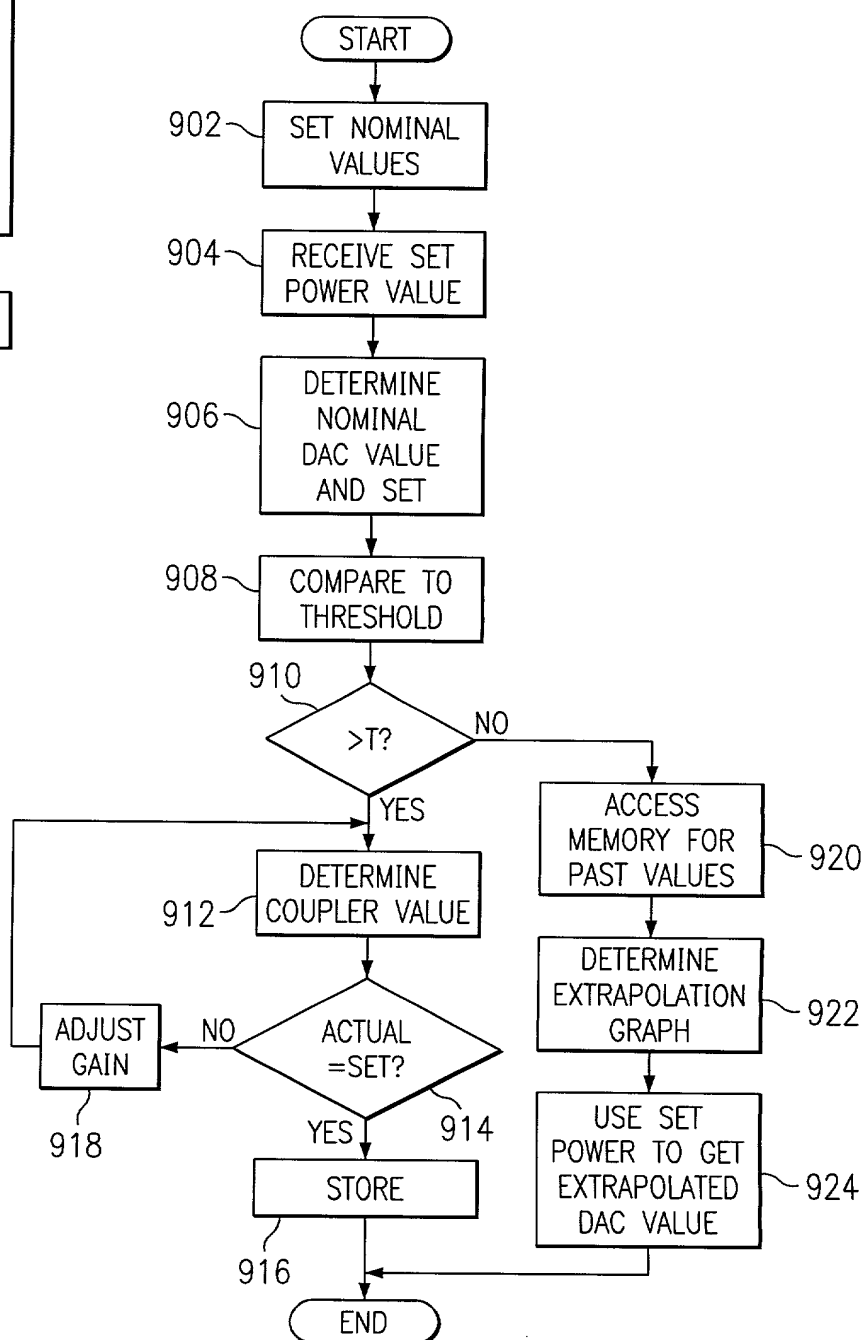 START
902
SET NOMINAL
VALUES
904
RECEIVE SET
POWER VALUE
906
DETERMINE
NOMINAL
DAC VALUE
AND SET
908
COMPARE TO
THRESHOLD
910
>T?
NO
YES
912
DETERMINE
COUPLER VALUE
ACTUAL
=SET?
914
NO
ADJUST
GAIN
918
YES
STORE
916
ACCESS
MEMORY FOR
PAST VALUES
920
DETERMINE
EXTRAPOLATION
GRAPH
922
USE SET
POWER TO GET
EXTRAPOLATED
DAC VALUE
924
END